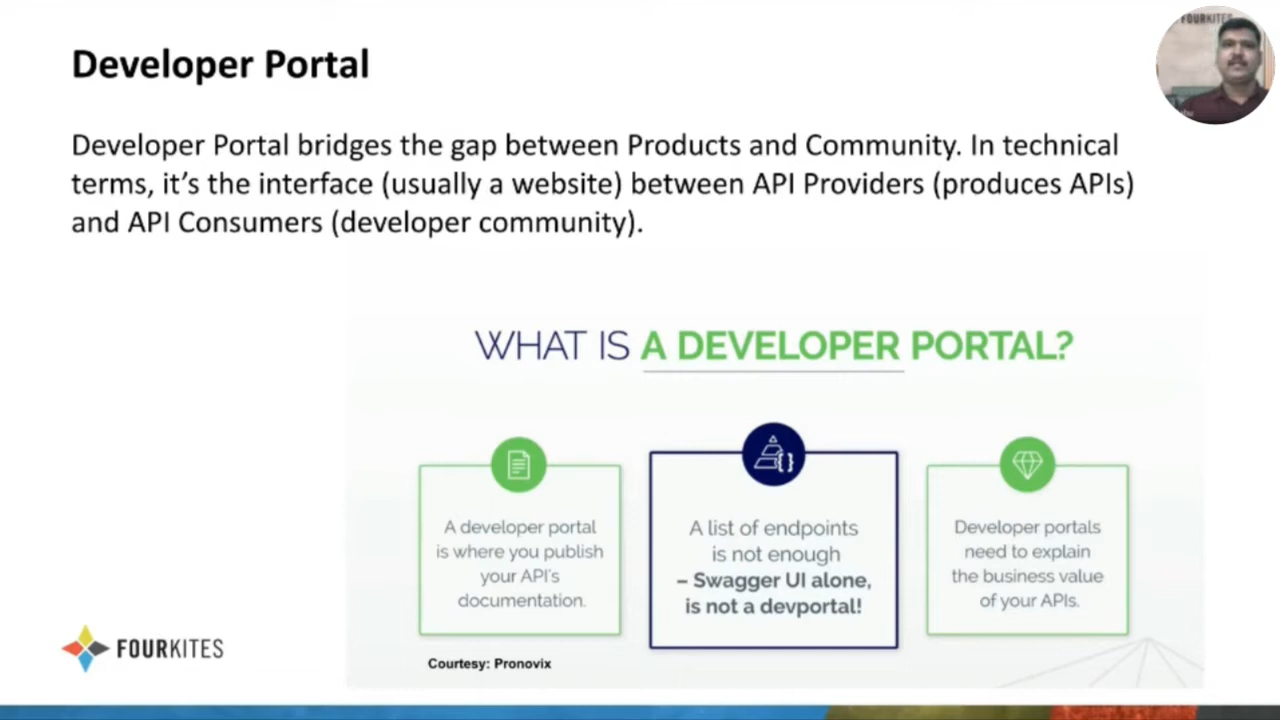 FOURKITES
Developer Portal
Developer Portal bridges the gap between Products and Community. In technical
terms, it’s the interface (usually a website) between API Providers (produces APIs)
and API Consumers (developer community).
WHAT IS A DEVELOPER PORTAL?
A developer portal
is where you publish
your API’s
documentation.
A list of endpoints
is not enough
– Swagger UI alone,
is not a devportal!
Developer portals
need to explain
the business value
of your APIs.
FOURKITES
Courtesy: Pronovix